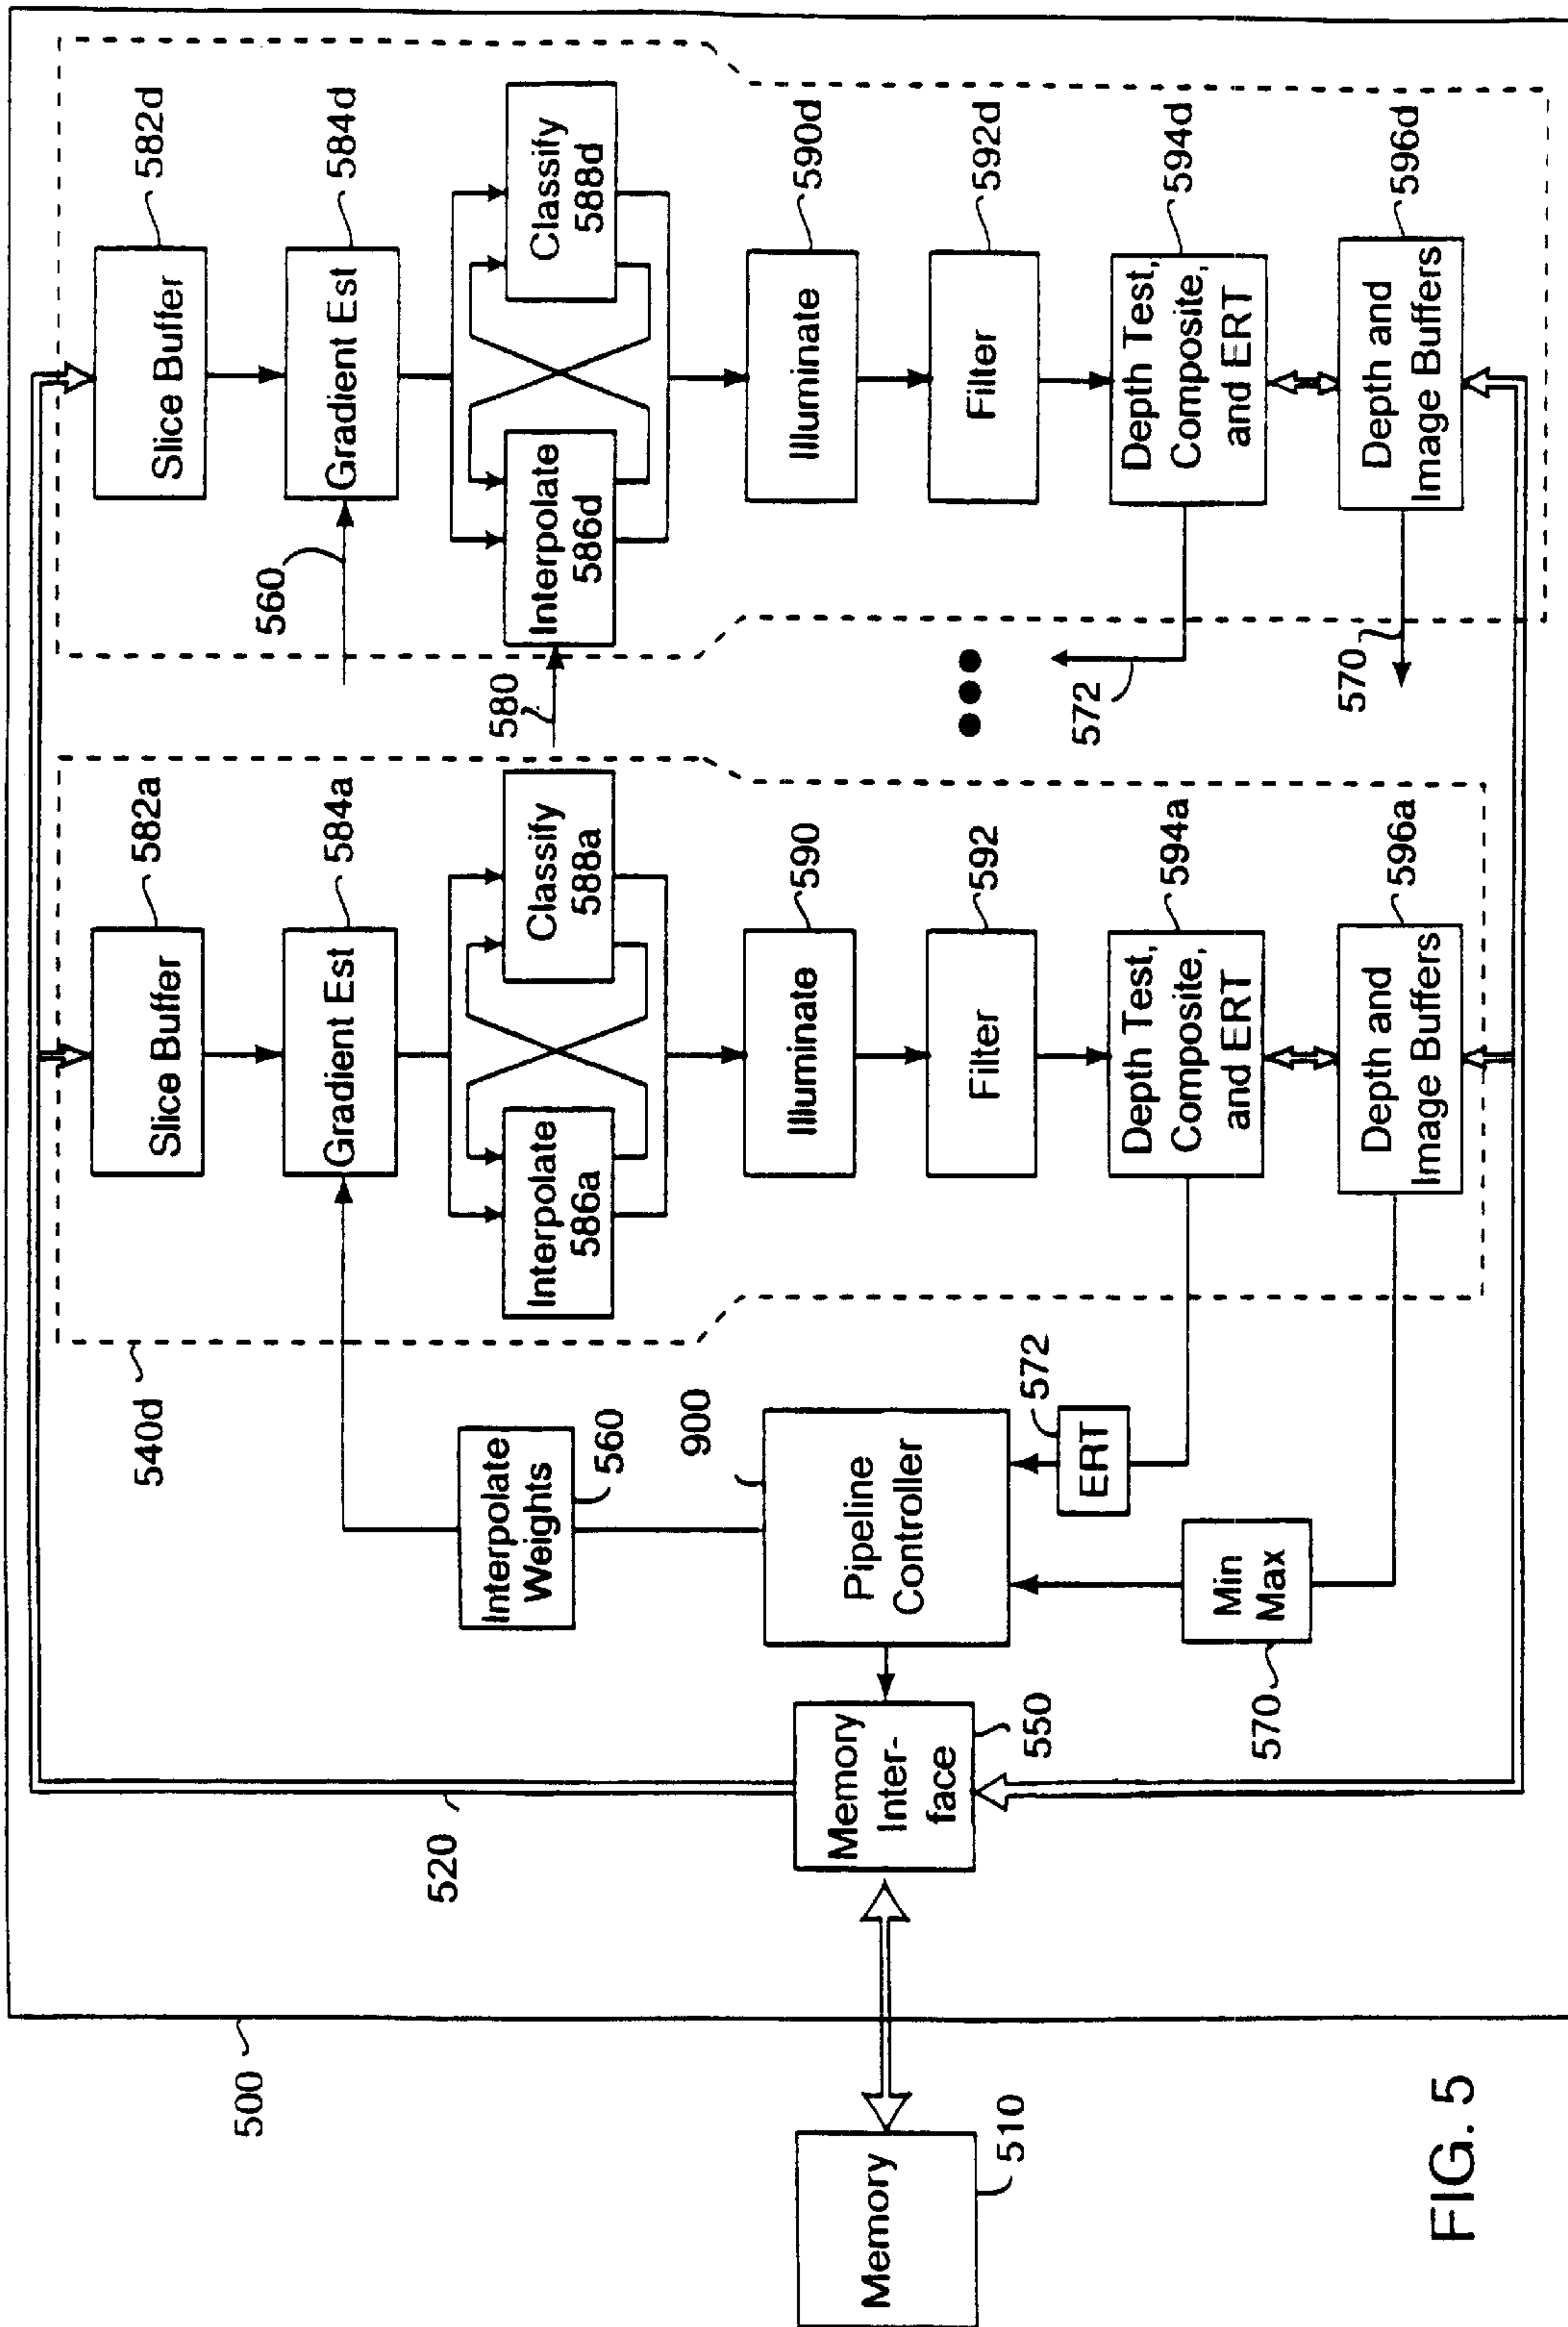 500
520
540d
Memory
510
Memory
Inter-
face
550
Pipeline
Controller
900
Interpolate
Weights
560
ERT
572
Min
Max
570
Slice Buffer
582a
Gradient Est
584a
Interpolate
586a
Classify
588a
Illuminate
590
Filter
592
Depth Test,
Composite,
and ERT
594a
Depth and
Image Buffers
596a
560
580
572
570
Slice Buffer
582d
Gradient Est
584d
Interpolate
586d
Classify
588d
Illuminate
590d
Filter
592d
Depth Test,
Composite,
and ERT
594d
Depth and
Image Buffers
596d
FIG. 5